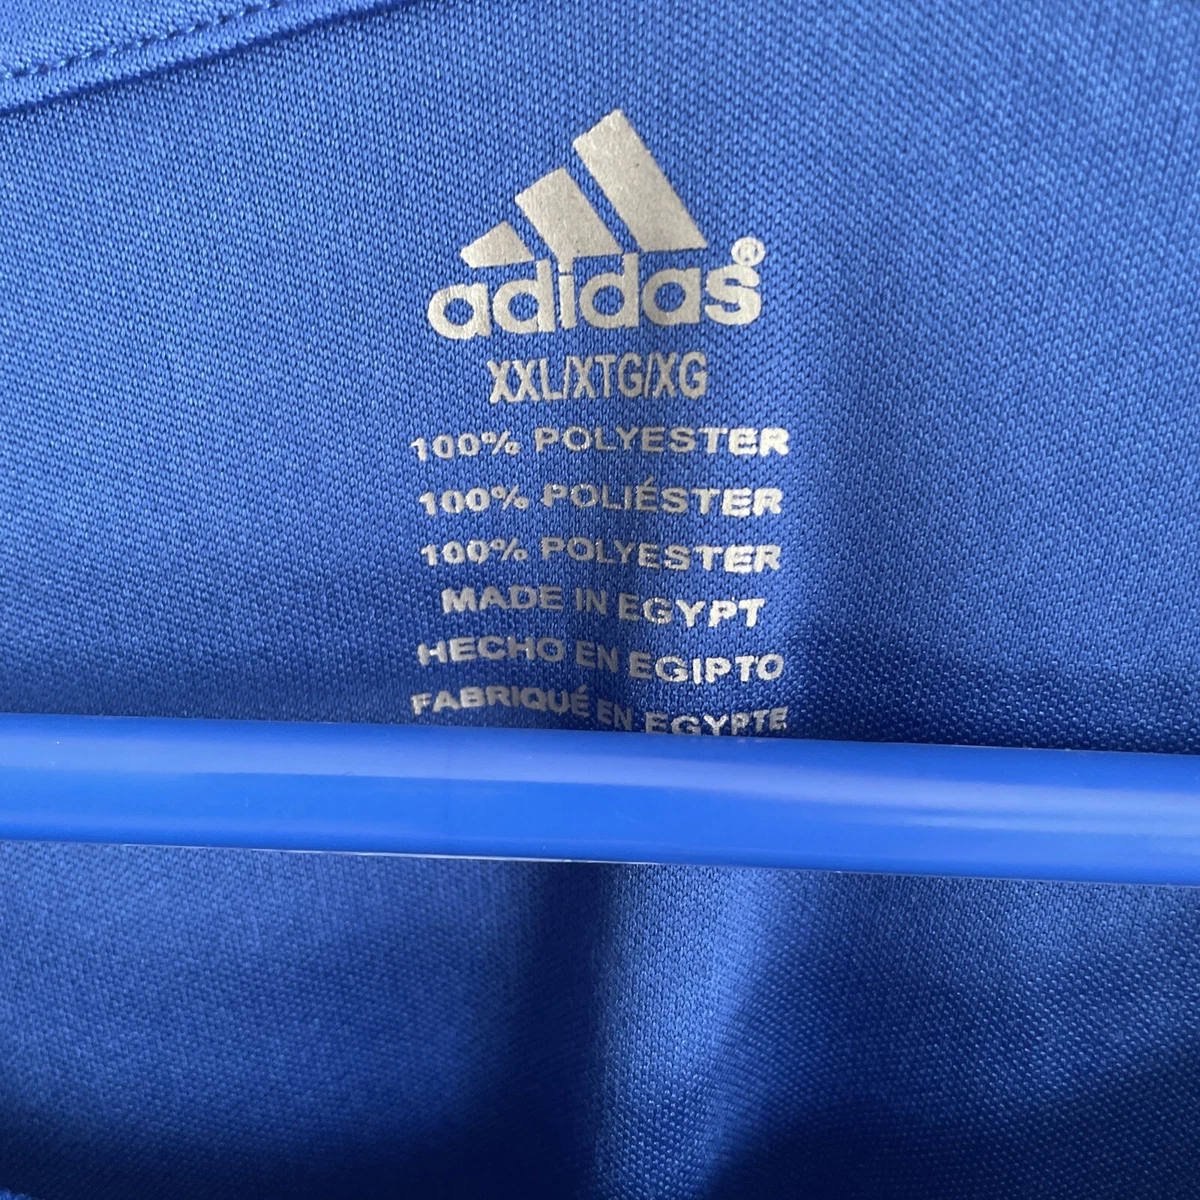 adidas®
XXL/XTG/XG
100% POLYESTER
100% POLIÉSTER
100% POLYESTER
MADE IN EGYPT
HECHO EN EGIPTO
FABRIQUÉ EN EGYPTE